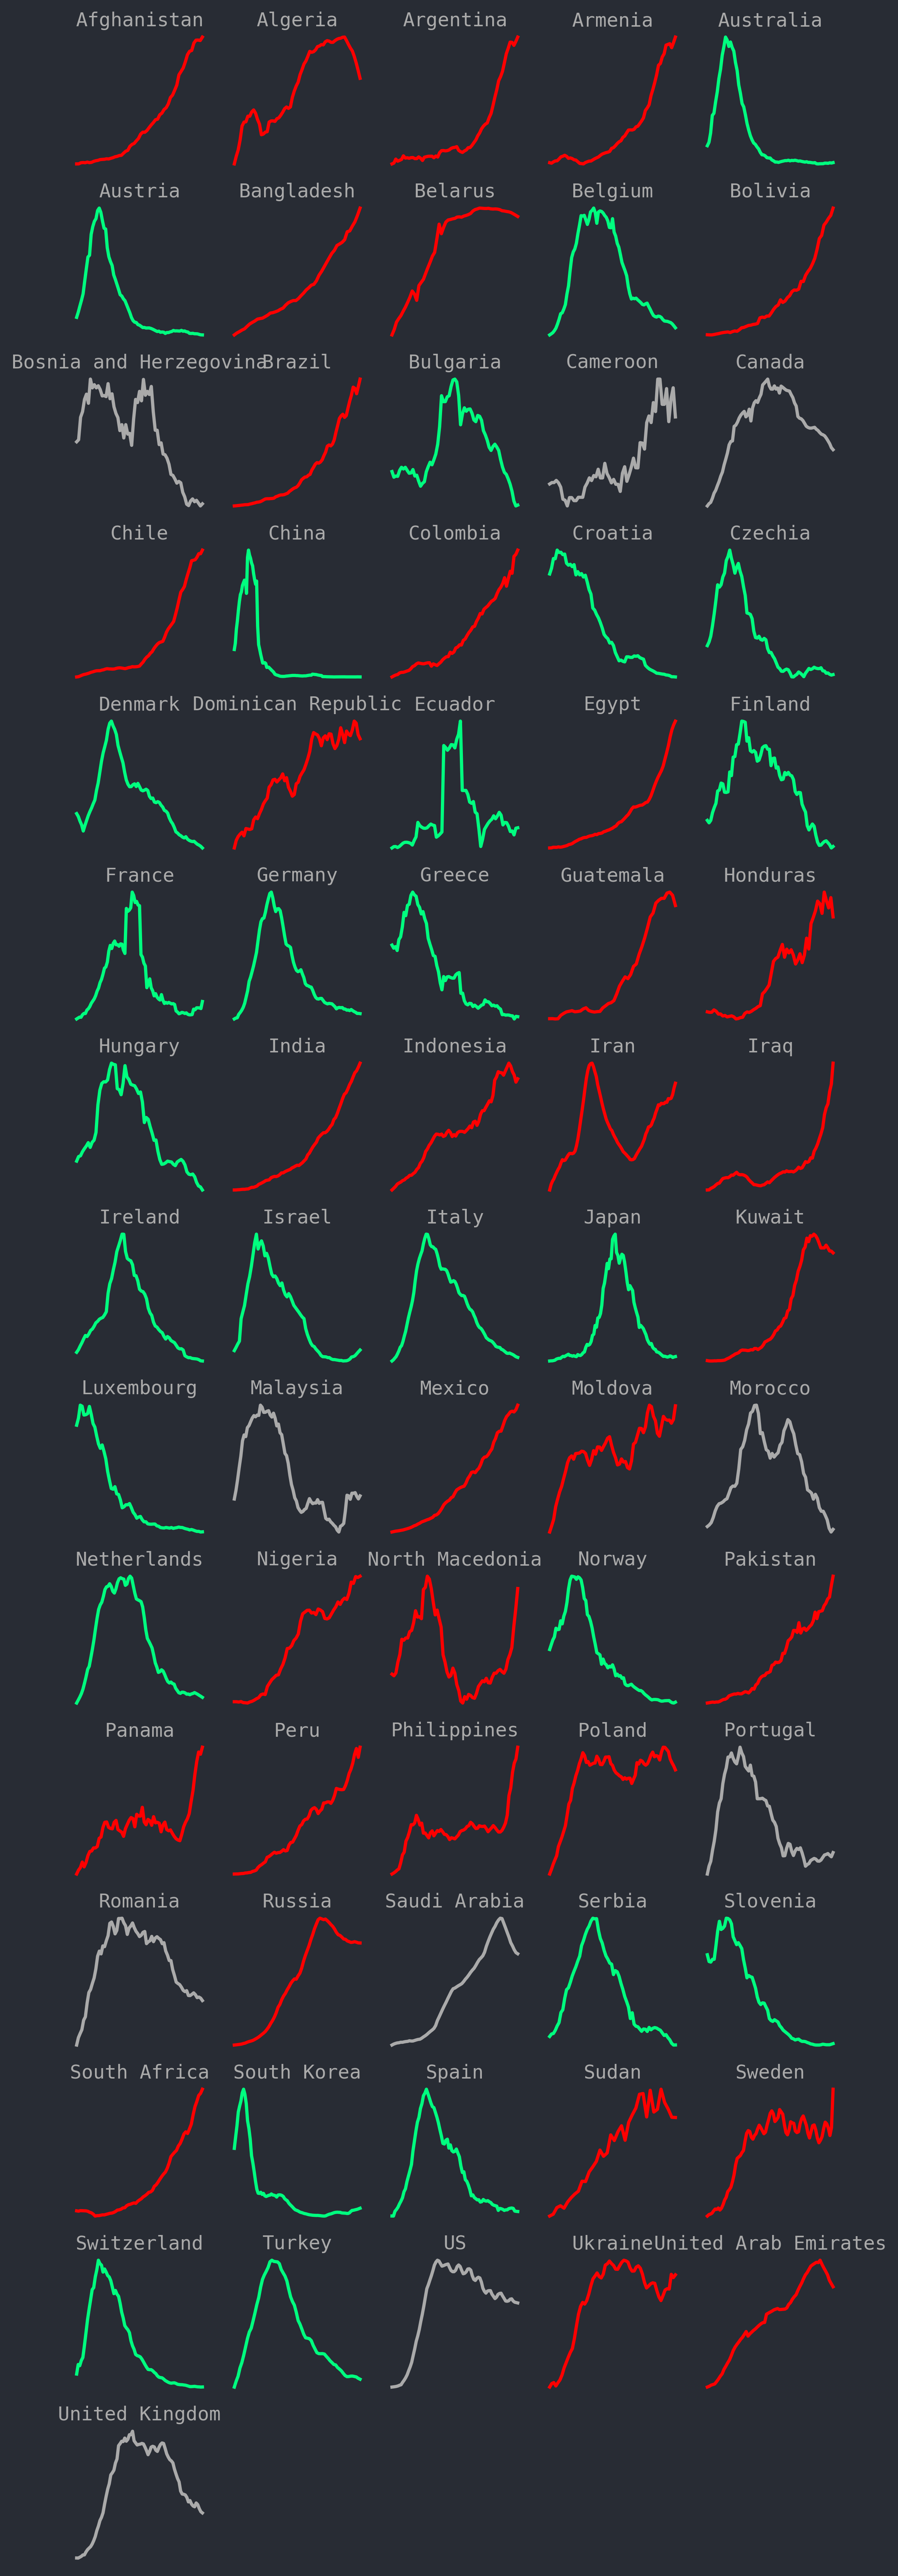 Afghanistan Algeria Argentina Armenia Australia
Austria Bangladesh Belarus Belgium Bolivia
Bosnia and Herzegovina Brazil Bulgaria Cameroon Canada
Chile China Colombia Croatia Czechia
Denmark Dominican Republic Ecuador Egypt Finland
France Germany Greece Guatemala Honduras
Hungary India Indonesia Iran Iraq
Ireland Israel Italy Japan Kuwait
Luxembourg Malaysia Mexico Moldova Morocco
Netherlands Nigeria North Macedonia Norway Pakistan
Panama Peru Philippines Poland Portugal
Romania Russia Saudi Arabia Serbia Slovenia
South Africa South Korea Spain Sudan Sweden
Switzerland Turkey US Ukraine United Arab Emirates
United Kingdom